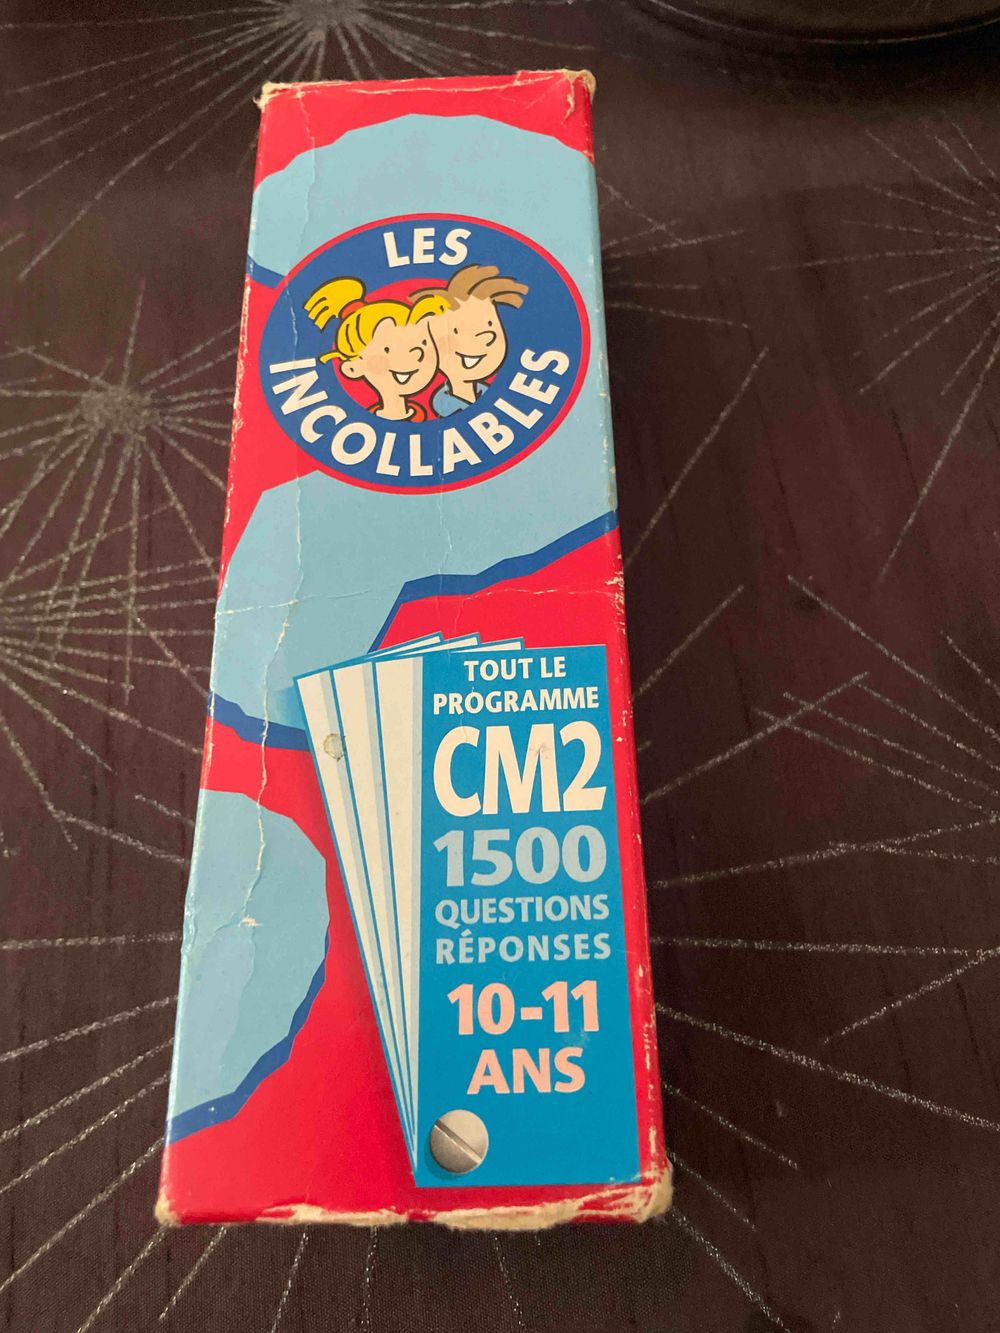 LES
INCOLLABLES
TOUT LE
PROGRAMME
CM2
1500
QUESTIONS
RÉPONSES
10-11
ANS